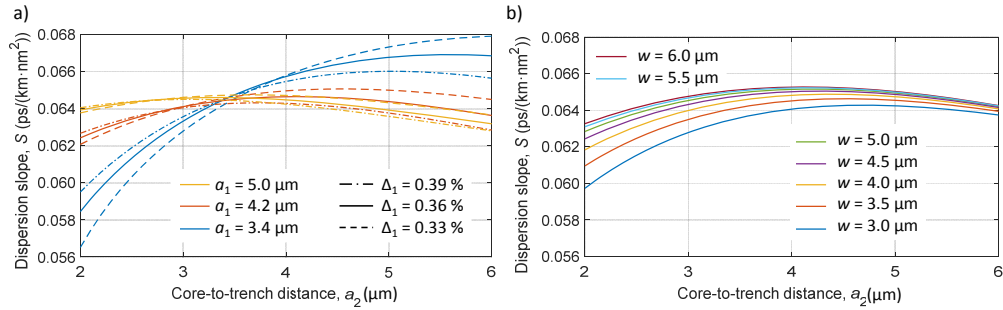 a)
Dispersion slope, S (ps/(km·nm²))
0.068
0.066
0.064
0.062
0.060
0.058
0.056
a₁ = 5.0 μm
a₁ = 4.2 μm
a₁ = 3.4 μm
Δ₁ = 0.39 %
Δ₁ = 0.36 %
Δ₁ = 0.33 %
2 3 4 5 6
Core-to-trench distance, a₂ (μm)
b)
Dispersion slope, S (ps/(km·nm²))
0.068
0.066
0.064
0.062
0.060
0.058
0.056
w = 6.0 μm
w = 5.5 μm
w = 5.0 μm
w = 4.5 μm
w = 4.0 μm
w = 3.5 μm
w = 3.0 μm
2 3 4 5 6
Core-to-trench distance, a₂ (μm)